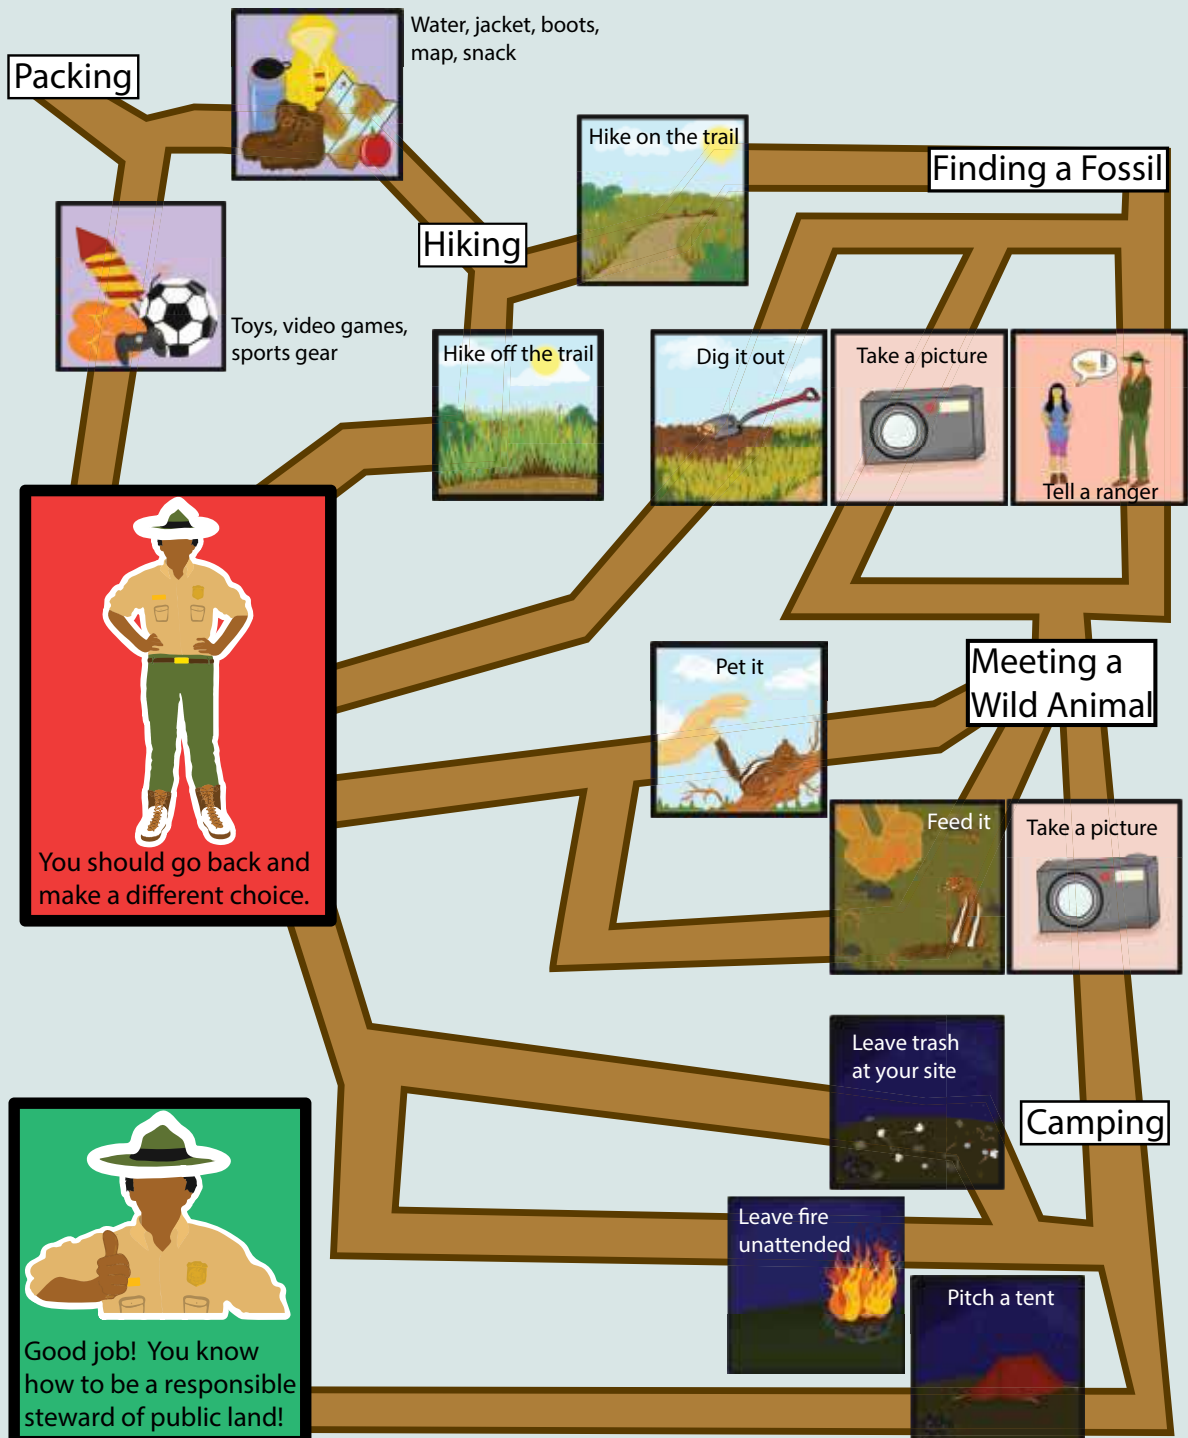 Packing
Water, jacket, boots,
map, snack
Toys, video games,
sports gear
Hiking
Hike on the trail
Hike off the trail
Finding a Fossil
Dig it out
Take a picture
Tell a ranger
Meeting a
Wild Animal
Pet it
Feed it
Take a picture
You should go back and
make a different choice.
Camping
Leave trash
at your site
Leave fire
unattended
Pitch a tent
Good job!  You know
how to be a responsible
steward of public land!